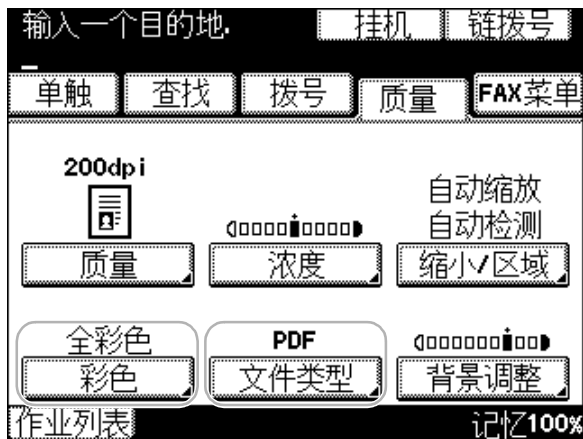 输入一个目的地.
挂机 链拨号
单触 查找 拨号 质量 FAX菜单
200dpi
自动缩放
自动检测
质量 浓度 缩小/区域
全彩色 PDF
彩色 文件类型 背景调整
作业列表 记忆100%